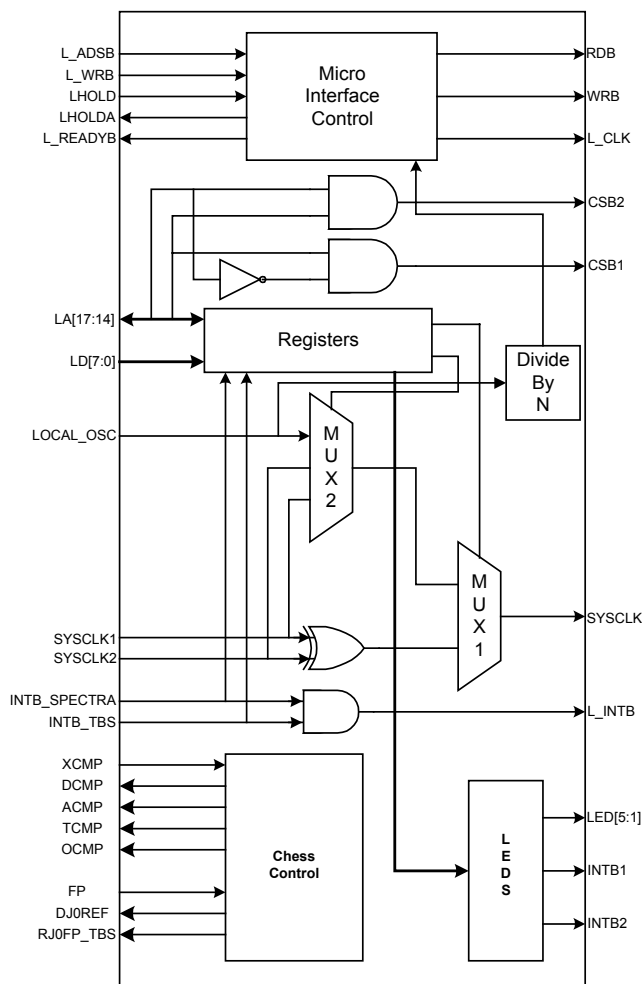 L_ADSB
L_WRB
LHOLD
LHOLDA
L_READYB
Micro
Interface
Control
RDB
WRB
L_CLK
CSB2
CSB1
LA[17:14]
LD[7:0]
Registers
Divide
By
N
LOCAL_OSC
M
U
X
2
M
U
X
1
SYSCLK
SYSCLK1
SYSCLK2
INTB_SPECTRA
INTB_TBS
L_INTB
XCMP
DCMP
ACMP
TCMP
OCMP
FP
DJ0REF
RJ0FP_TBS
Chess
Control
L
E
D
S
LED[5:1]
INTB1
INTB2